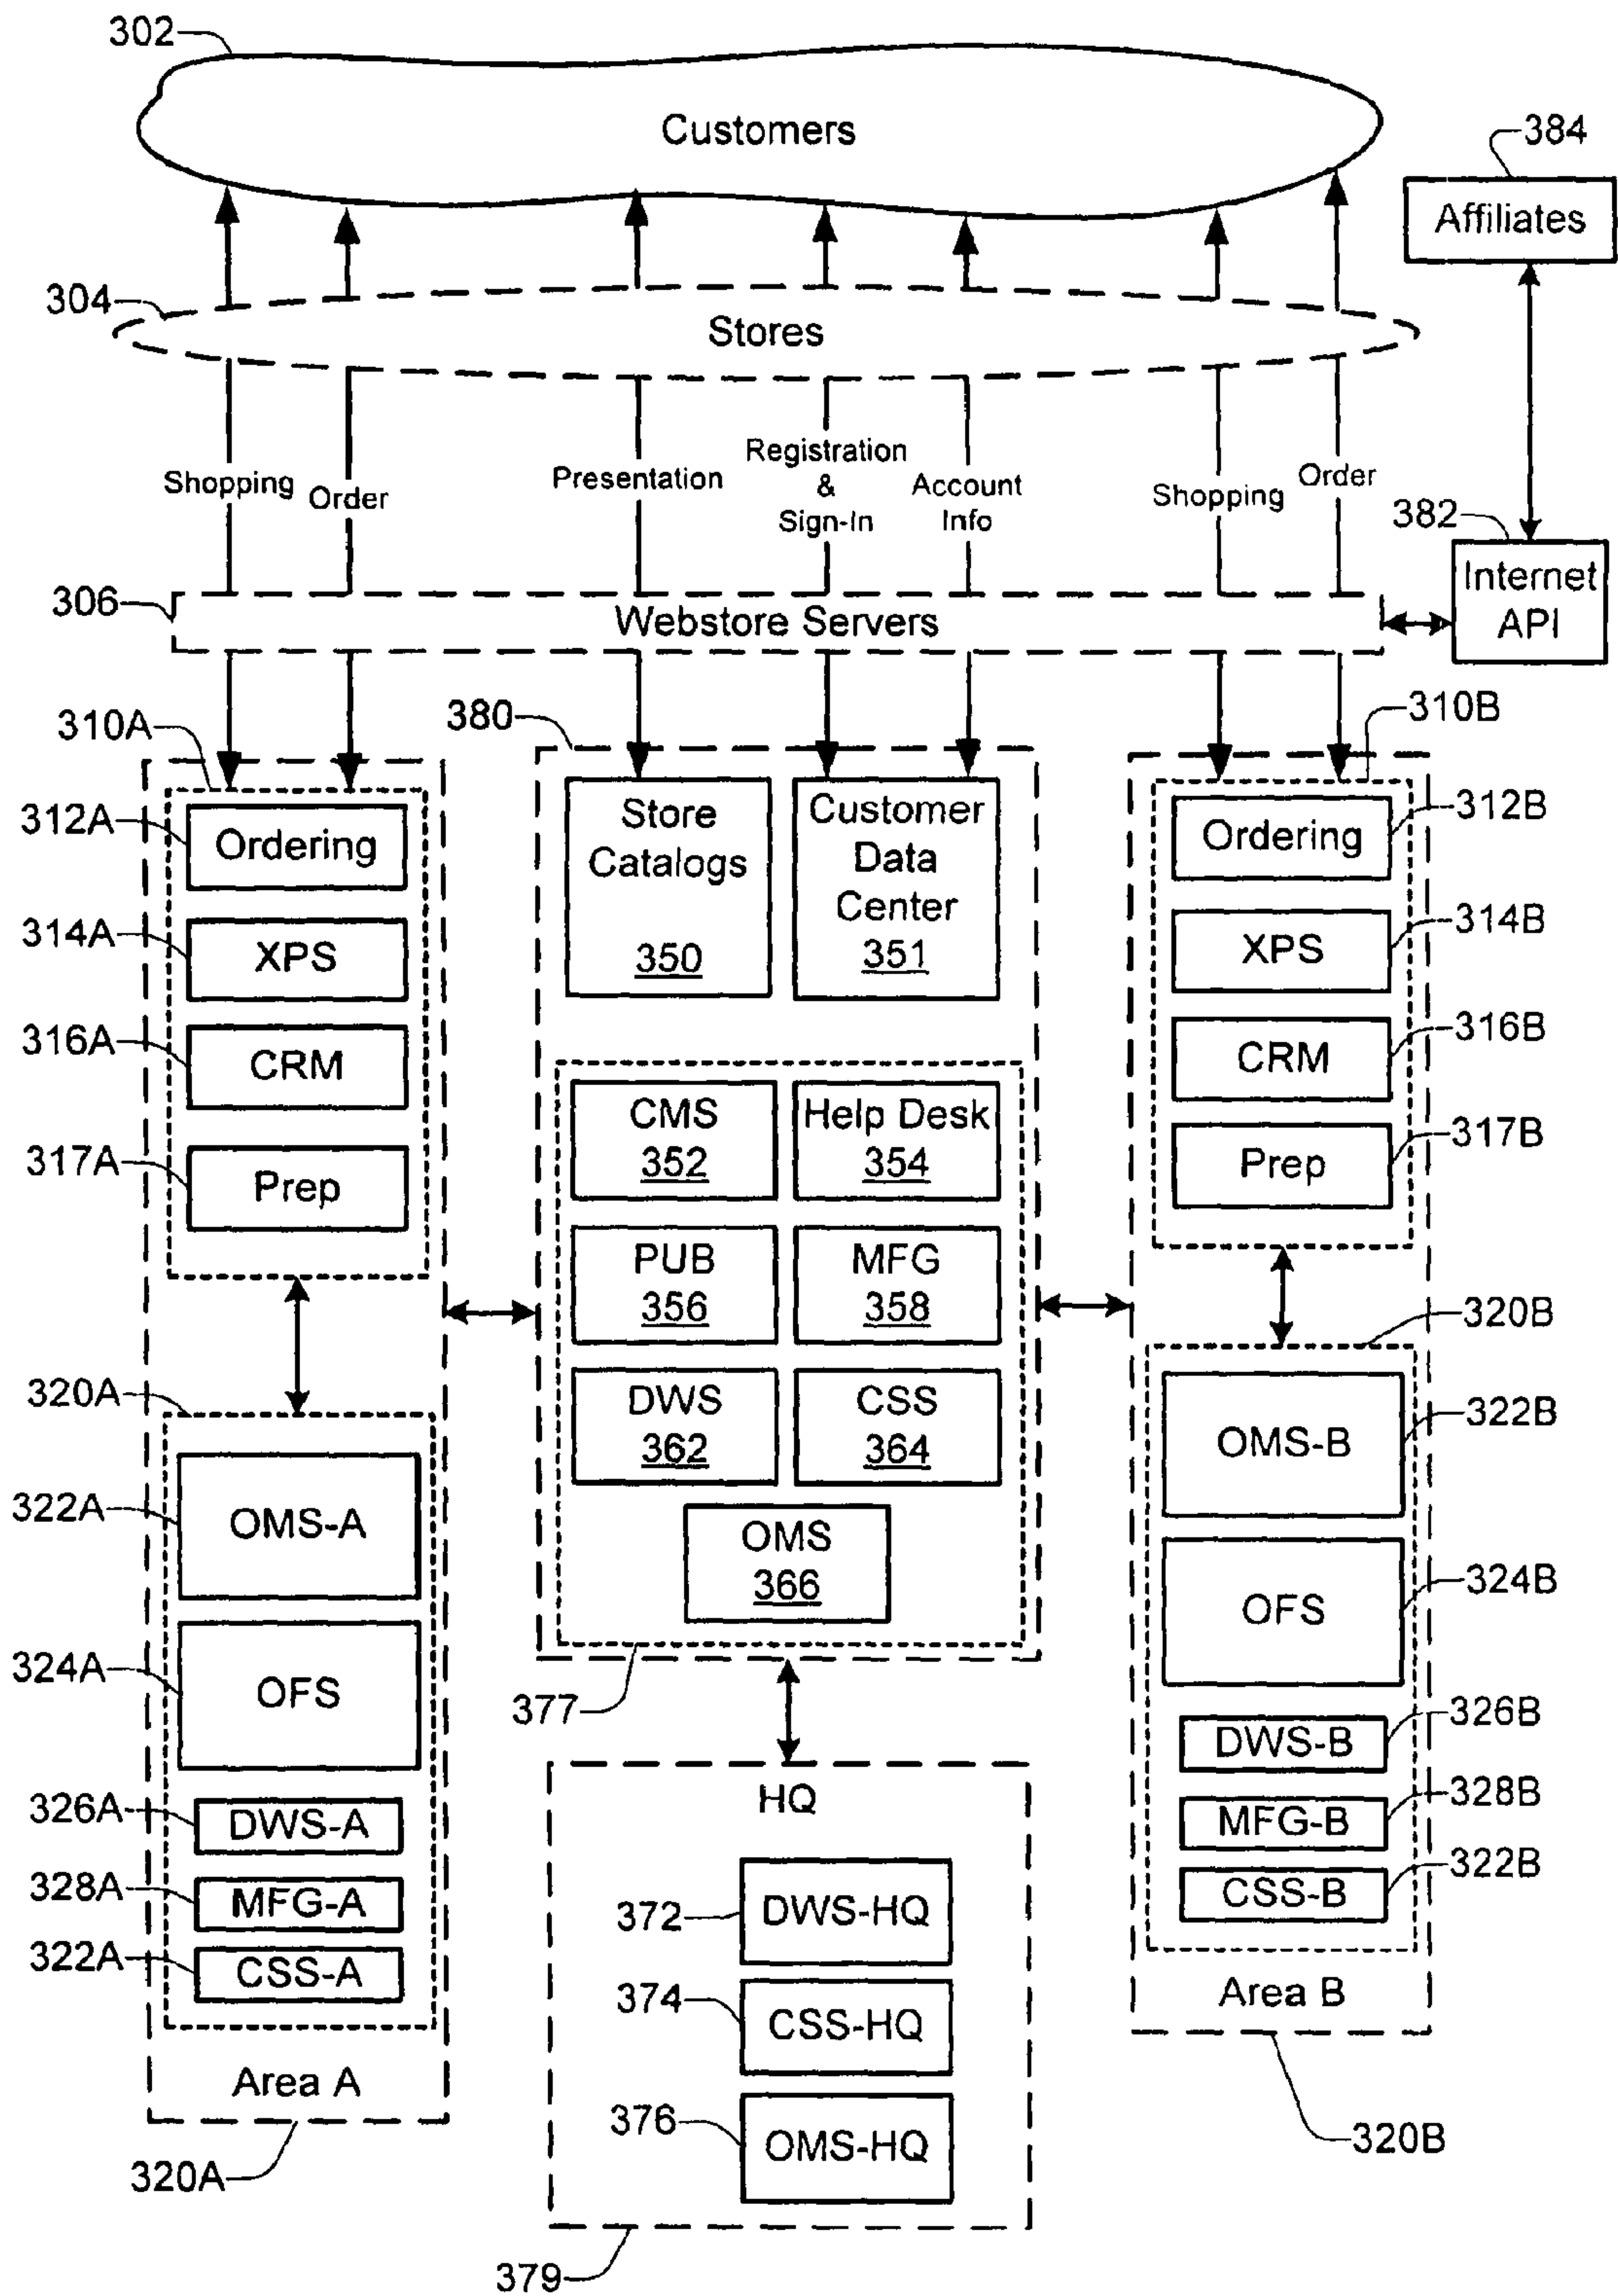 302
Customers
384
Affiliates
304
Stores
Shopping
Order
Presentation
Registration
&
Sign-In
Account
Info
Shopping
Order
382
Internet
API
306
Webstore Servers
310A
380
310B
312A
Ordering
314A
XPS
316A
CRM
317A
Prep
Store
Catalogs
350
Customer
Data
Center
351
CMS
352
Help Desk
354
PUB
356
MFG
358
DWS
362
CSS
364
OMS
366
377
Ordering
312B
XPS
314B
CRM
316B
Prep
317B
320A
322A
OMS-A
324A
OFS
326A
DWS-A
328A
MFG-A
322A
CSS-A
Area A
320A
HQ
372
DWS-HQ
374
CSS-HQ
376
OMS-HQ
379
320B
OMS-B
322B
OFS
324B
DWS-B
326B
MFG-B
328B
CSS-B
322B
Area B
320B